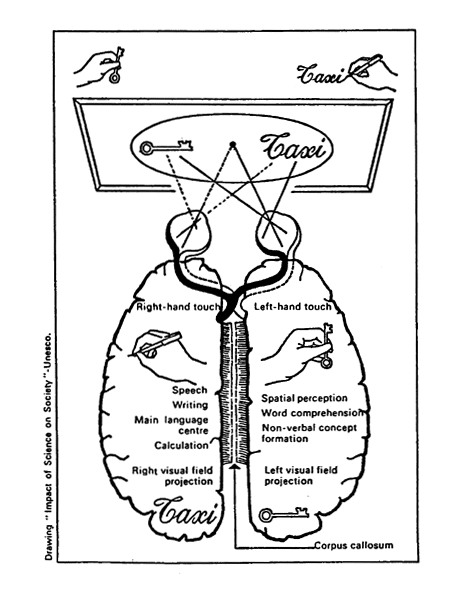 Taxi
Taxi
Right-hand touch
Left-hand touch
Speech
Writing
Main language
centre
Calculation
Right visual field
projection
Spatial perception
Word comprehension
Non-verbal concept
formation
Left visual field
projection
Taxi
Corpus callosum
Drawing "Impact of Science on Society"-Unesco.